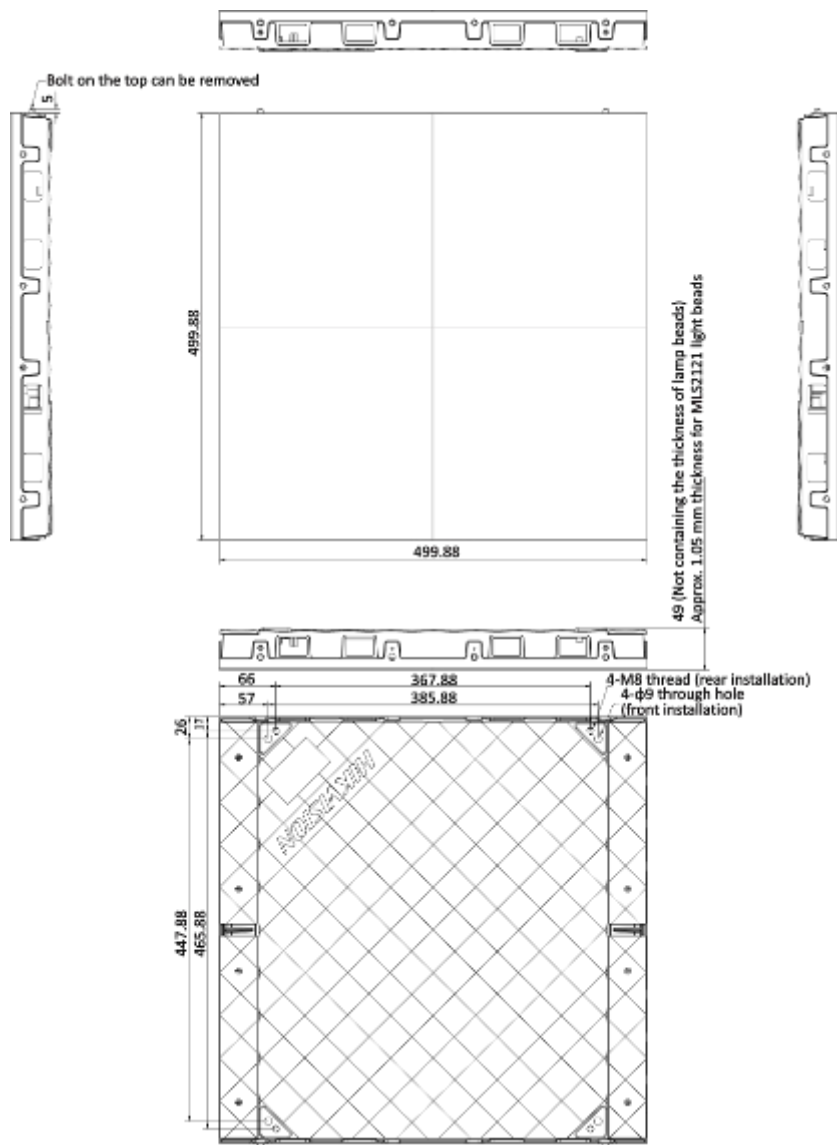 Bolt on the top can be removed
5
499.88
499.88
49 (Not containing the thickness of lamp beads)
Approx. 1.05 mm thickness for MLS2121 light beads
66
367.88
4-M8 thread (rear installation)
57
385.88
4-ϕ9 through hole
(front installation)
26
17
HIKVISION
447.88
465.88